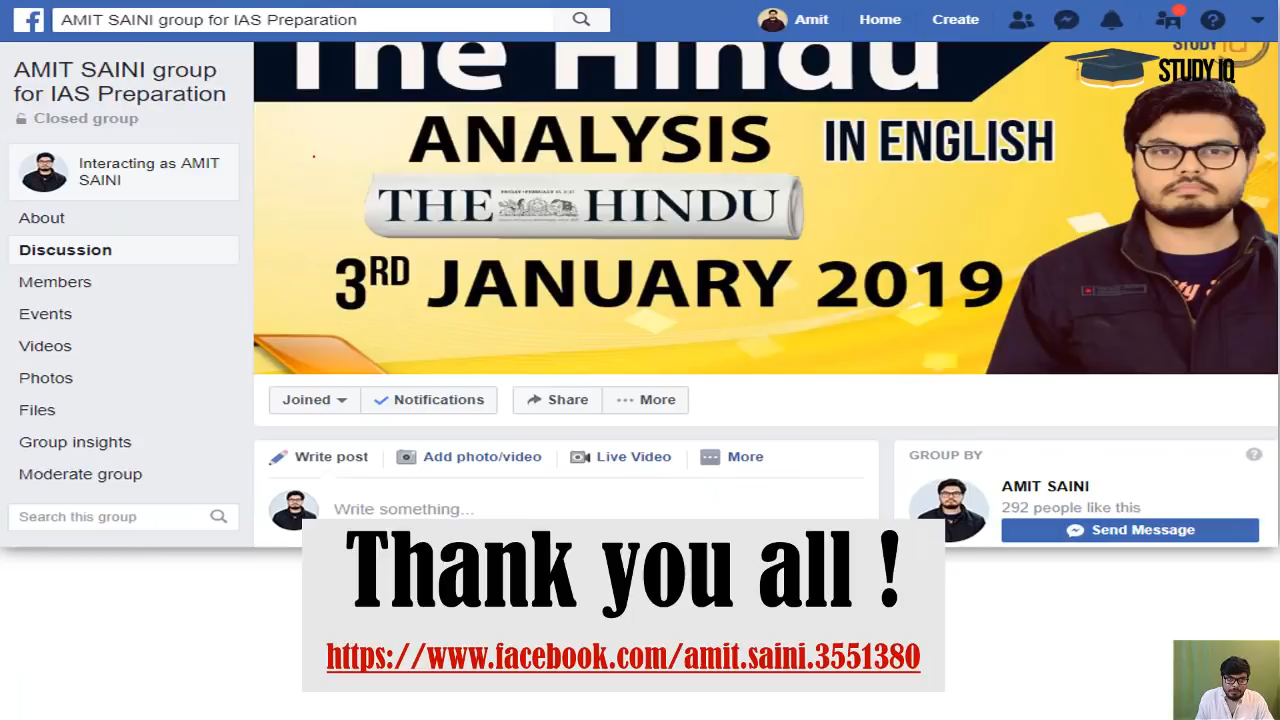 AMIT SAINI group for IAS Preparation
Amit
Home
Create
AMIT SAINI group
for IAS Preparation
Closed group
Interacting as AMIT
SAINI
About
Discussion
Members
Events
Videos
Photos
Files
Group insights
Moderate group
Search this group
The Hindu
STUDY IQ
STUDY IQ
ANALYSIS
IN ENGLISH
THE HINDU
3RD JANUARY 2019
Joined
Notifications
Share
More
Write post
Add photo/video
Live Video
More
Write something...
GROUP BY
AMIT SAINI
292 people like this
Send Message
Thank you all !
https://www.facebook.com/amit.saini.3551380